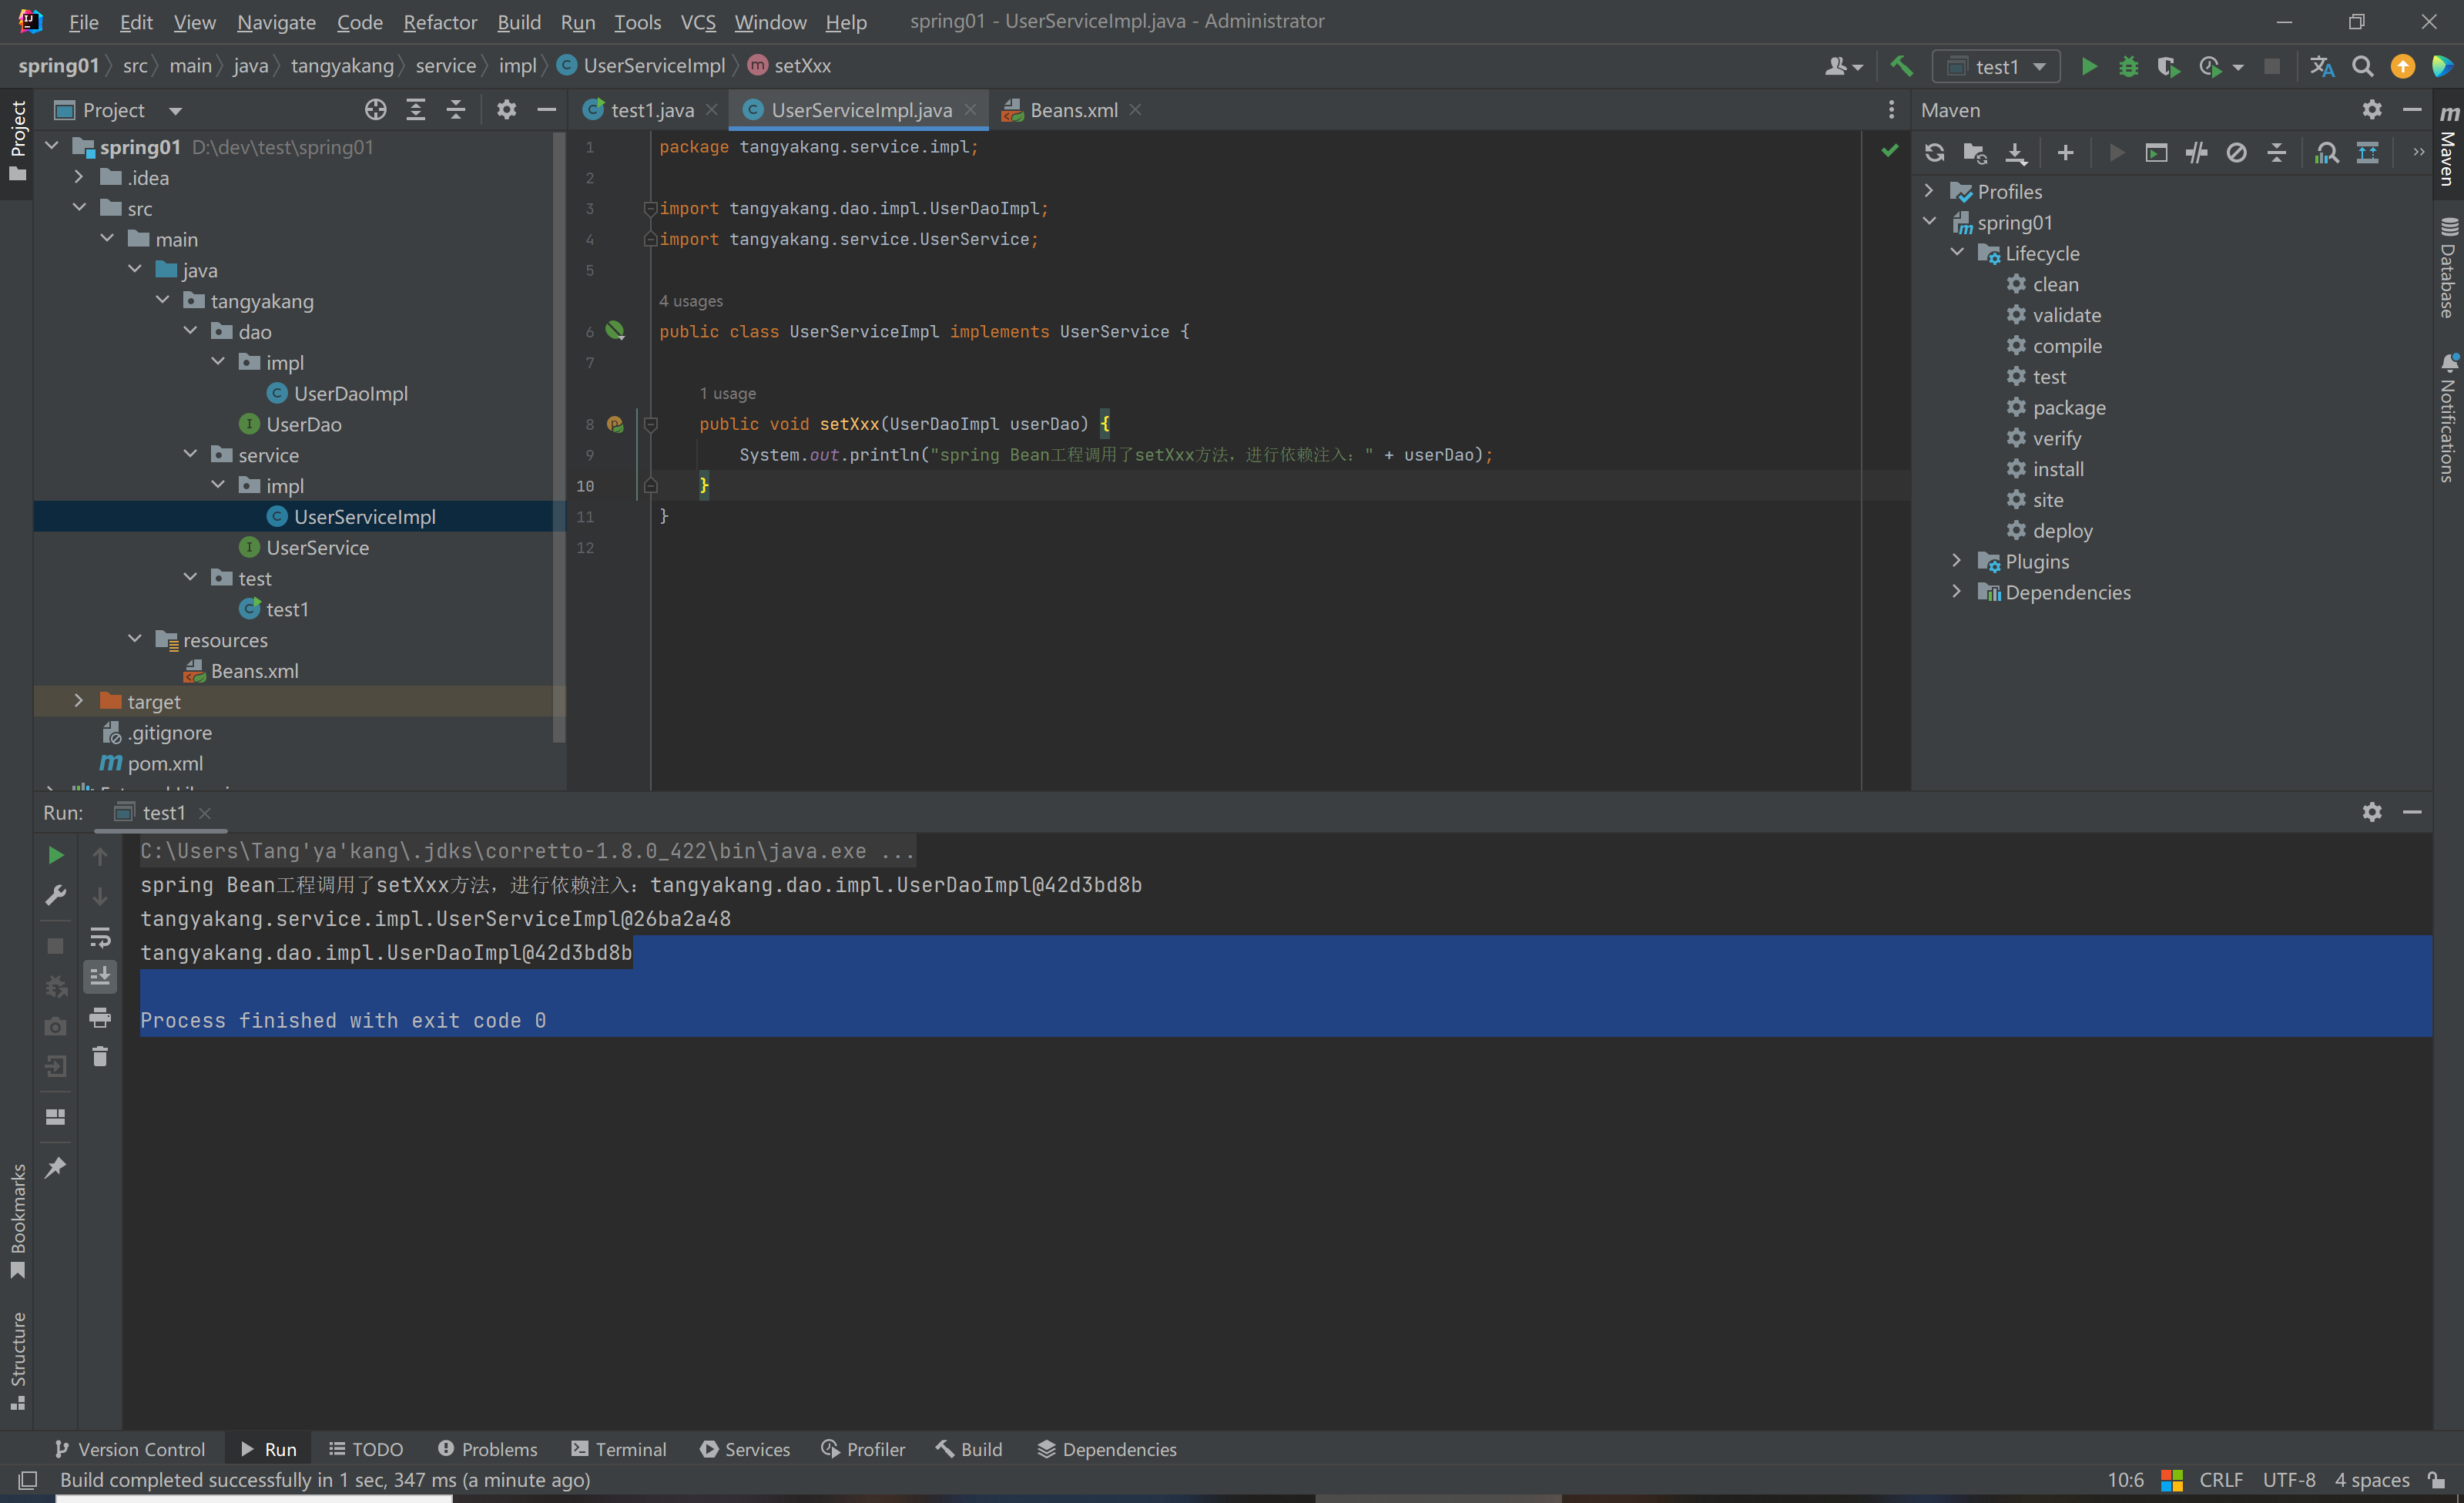 File Edit View Navigate Code Refactor Build Run Tools VCS Window Help spring01 - UserServiceImpl.java - Administrator
spring01 src main java tangyakang service impl UserServiceImpl setXxx test1
Project
test1.java UserServiceImpl.java Beans.xml
Maven
Project
spring01 D:\dev\test\spring01
.idea
src
main
java
tangyakang
dao
impl
UserDaoImpl
UserDao
service
impl
UserServiceImpl
UserService
test
test1
resources
Beans.xml
target
.gitignore
pom.xml
1 package tangyakang.service.impl;
2
3 import tangyakang.dao.impl.UserDaoImpl;
4 import tangyakang.service.UserService;
5
4 usages
6 public class UserServiceImpl implements UserService {
7
1 usage
8 public void setXxx(UserDaoImpl userDao) {
9 System.out.println("spring Bean工程调用了setXxx方法，进行依赖注入：" + userDao);
10 }
11 }
12
Profiles
spring01
Lifecycle
clean
validate
compile
test
package
verify
install
site
deploy
Plugins
Dependencies
Maven
Database
Notifications
Run: test1
C:\Users\Tang'ya'kang\.jdks\corretto-1.8.0_422\bin\java.exe ...
spring Bean工程调用了setXxx方法，进行依赖注入：tangyakang.dao.impl.UserDaoImpl@42d3bd8b
tangyakang.service.impl.UserServiceImpl@26ba2a48
tangyakang.dao.impl.UserDaoImpl@42d3bd8b
Process finished with exit code 0
Bookmarks
Structure
Version Control Run TODO Problems Terminal Services Profiler Build Dependencies
Build completed successfully in 1 sec, 347 ms (a minute ago) 10:6 CRLF UTF-8 4 spaces